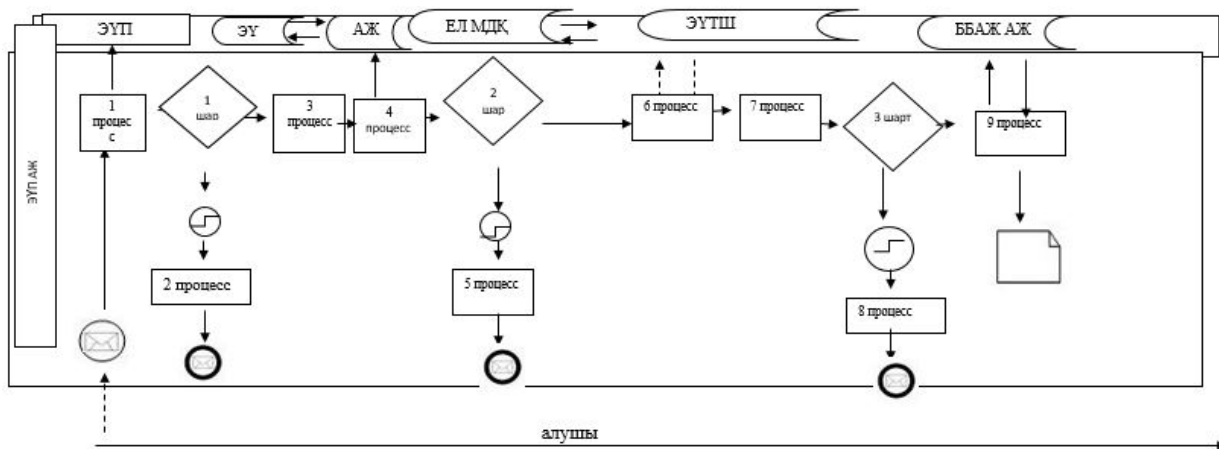 ЭҮП
ЭҮ
АЖ
ЕЛ МДҚ
ЭҮТШ
ББАЖ АЖ
ЭҮП АЖ
1
процес
с
1
шар
3
процесс
4
процесс
2
шар
6 процесс
7 процесс
3 шарт
9 процесс
2 процесс
5 процесс
8 процесс
алушы